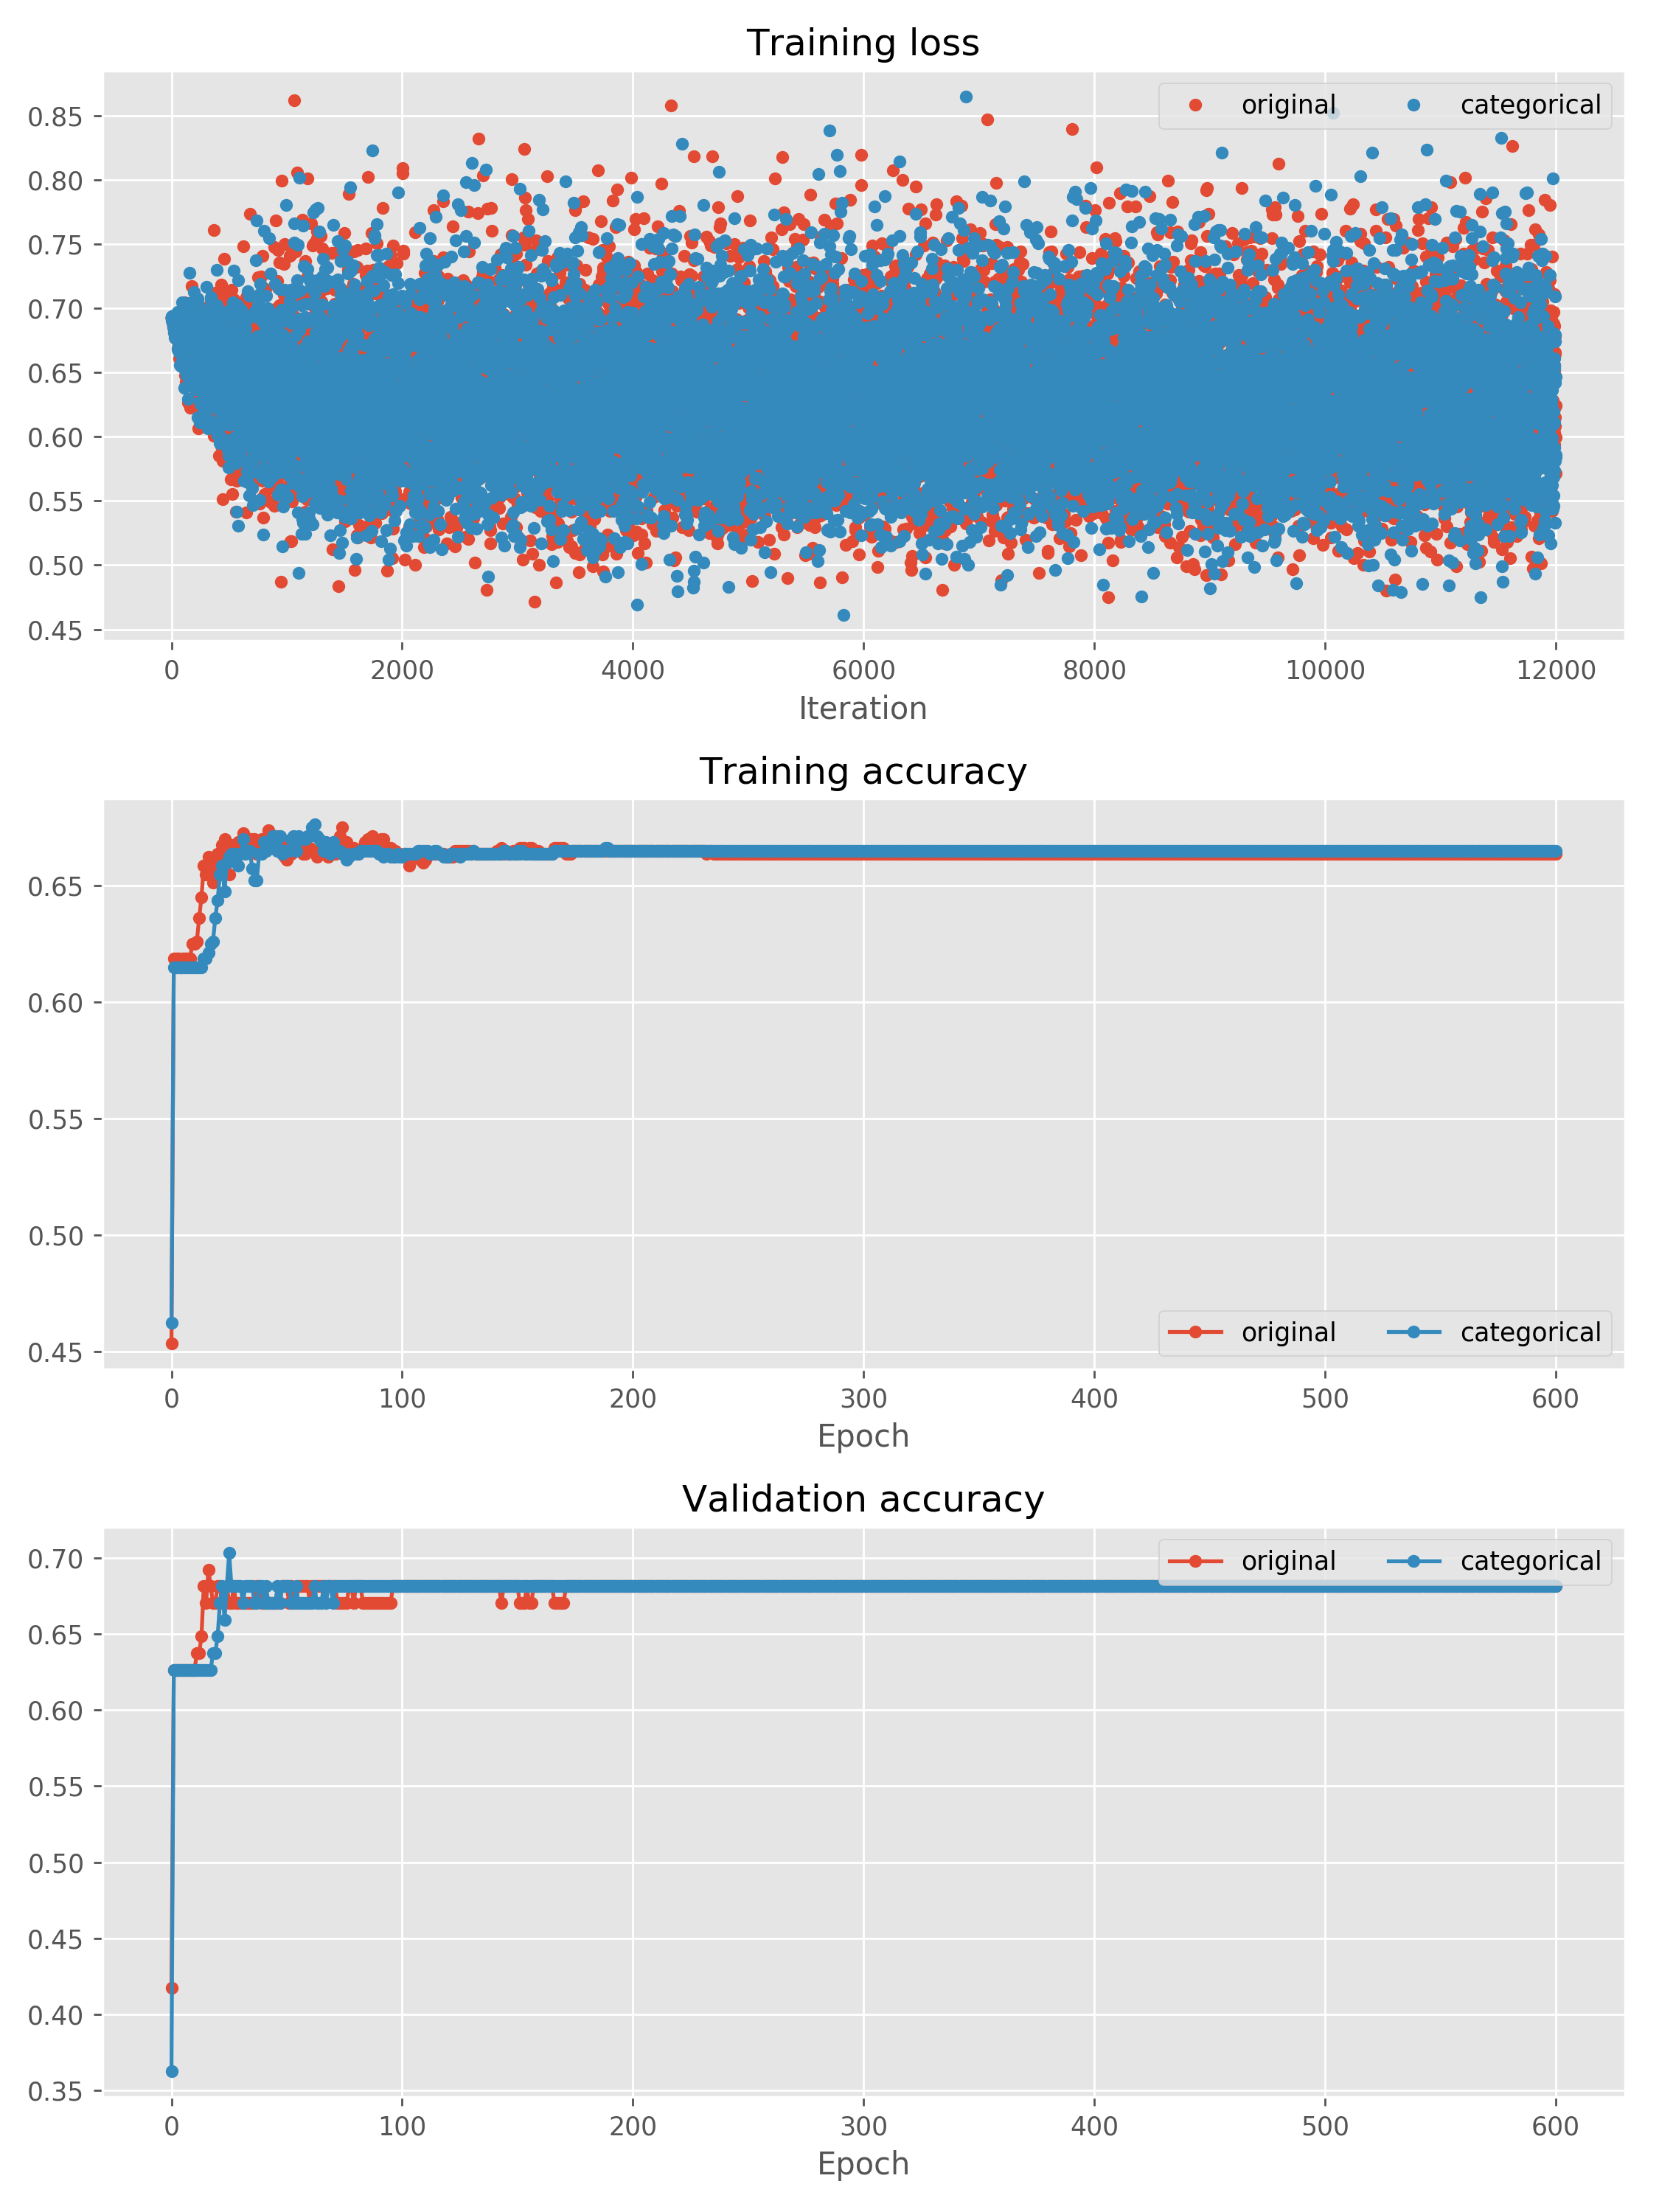 Training loss
original categorical
0.85
0.80
0.75
0.70
0.65
0.60
0.55
0.50
0.45
0 2000 4000 6000 8000 10000 12000
Iteration
Training accuracy
0.65
0.60
0.55
0.50
0.45
original categorical
0 100 200 300 400 500 600
Epoch
Validation accuracy
original categorical
0.70
0.65
0.60
0.55
0.50
0.45
0.40
0.35
0 100 200 300 400 500 600
Epoch